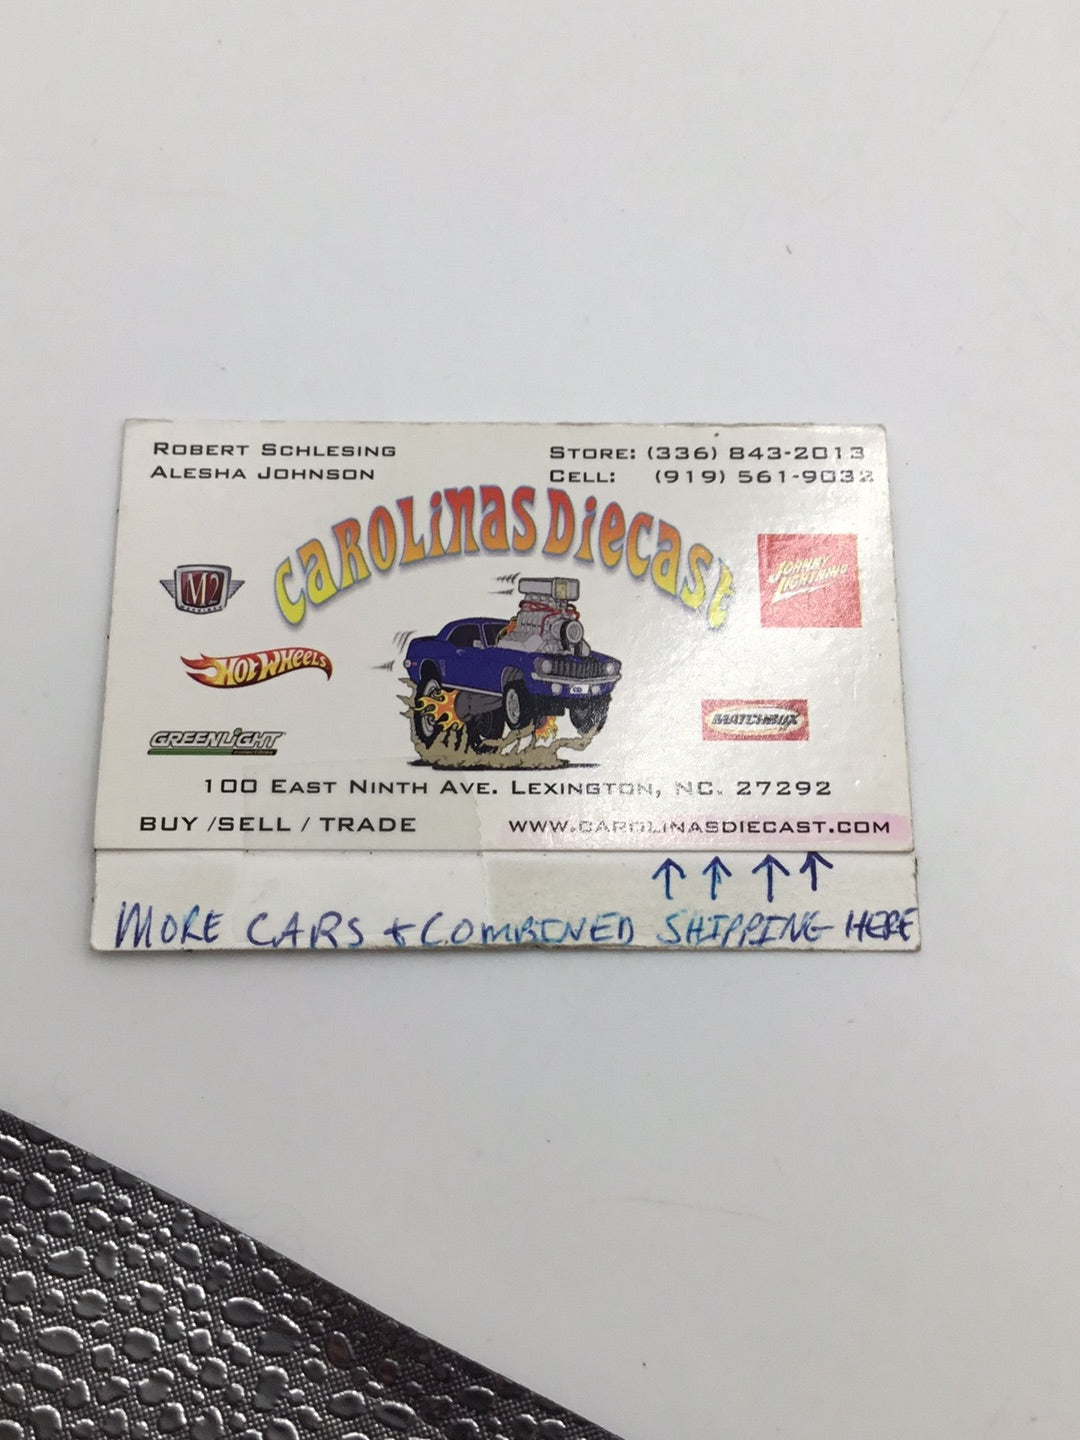 ROBERT SCHLESING
ALESHA JOHNSON
STORE: (336) 843-2013
CELL: (919) 561-9032
CAROLINAS DIECAST
M2
JOHNNY LIGHTNING
HOT WHEELS
MATCHBOX
GREENLIGHT
100 EAST NINTH AVE. LEXINGTON, NC. 27292
BUY /SELL / TRADE
WWW.CAROLINASDIECAST.COM
↑ ↑ ↑ ↑
MORE CARS + COMBINED SHIPPING HERE